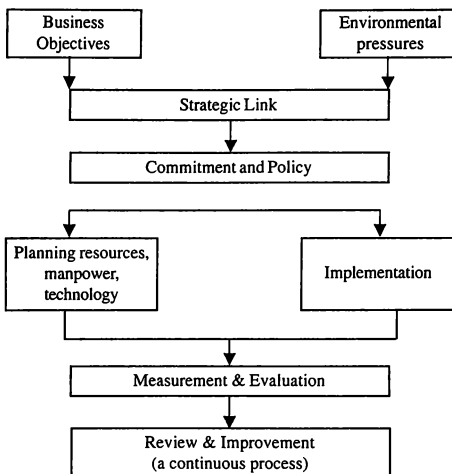 Business
Objectives
Environmental
pressures
Strategic Link
Commitment and Policy
Planning resources,
manpower,
technology
Implementation
Measurement & Evaluation
Review & Improvement
(a continuous process)